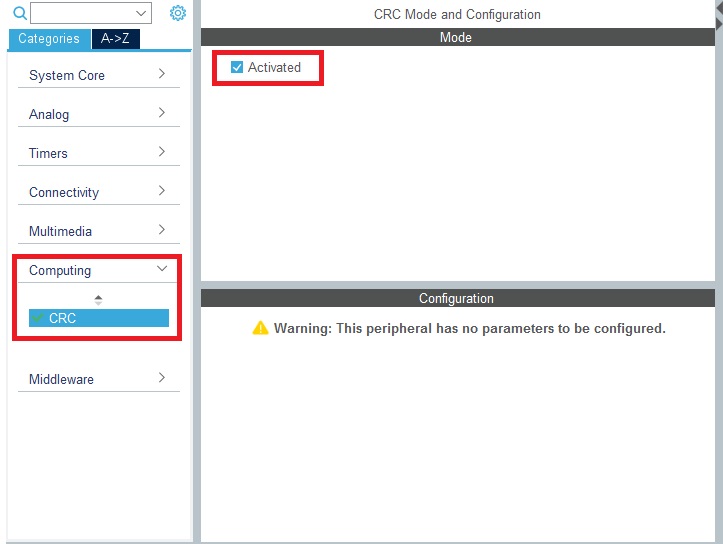 CRC Mode and Configuration
Categories A->Z
Mode
Activated
System Core
Analog
Timers
Connectivity
Multimedia
Computing
CRC
Middleware
Configuration
Warning: This peripheral has no parameters to be configured.